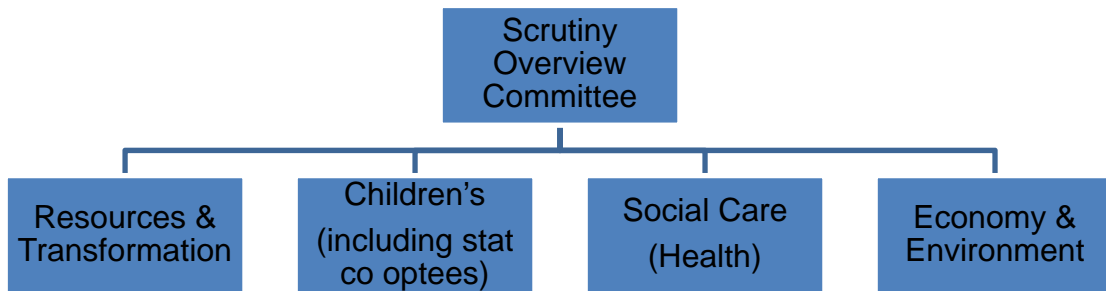 Scrutiny
Overview
Committee
Resources &
Transformation
Children’s
(including stat
co optees)
Social Care
(Health)
Economy &
Environment